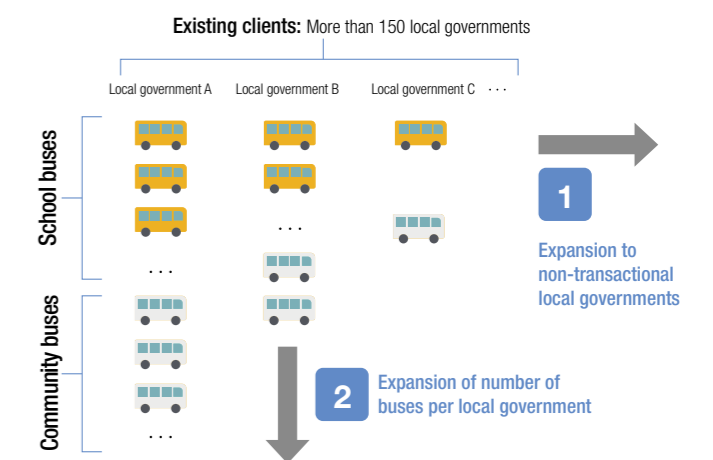 Existing clients: More than 150 local governments
Local government A
Local government B
Local government C ...
School buses
...
...
1
Expansion to
non-transactional
local governments
Community buses
...
2
Expansion of number of
buses per local government